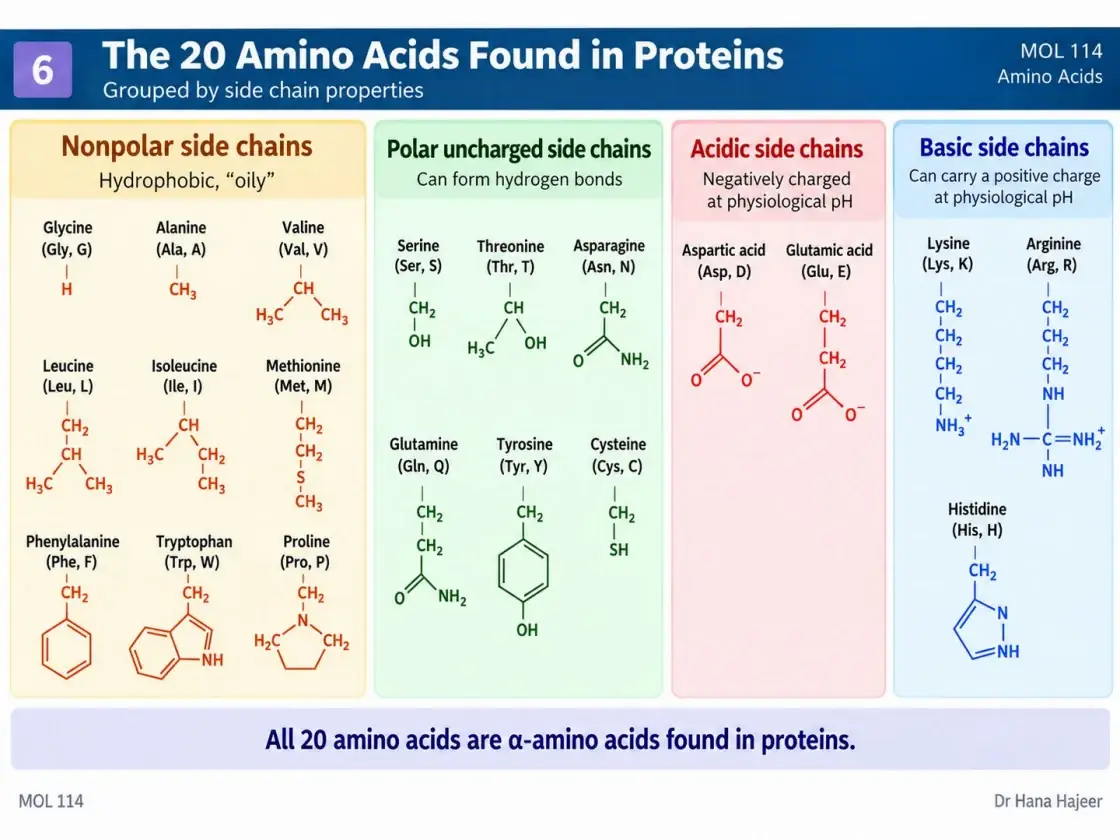 6
The 20 Amino Acids Found in Proteins
Grouped by side chain properties
MOL 114
Amino Acids
Nonpolar side chains
Hydrophobic, “oily”
Glycine
(Gly, G)
H
Alanine
(Ala, A)
CH3
Valine
(Val, V)
CH
H3C CH3
Leucine
(Leu, L)
CH2
CH
H3C CH3
Isoleucine
(Ile, I)
CH
H3C CH2
CH3
Methionine
(Met, M)
CH2
CH2
S
CH3
Phenylalanine
(Phe, F)
CH2
Tryptophan
(Trp, W)
CH2
NH
Proline
(Pro, P)
CH2
N
H2C CH2
Polar uncharged side chains
Can form hydrogen bonds
Serine
(Ser, S)
CH2
OH
Threonine
(Thr, T)
CH
H3C OH
Asparagine
(Asn, N)
CH2
O NH2
Glutamine
(Gln, Q)
CH2
CH2
O NH2
Tyrosine
(Tyr, Y)
CH2
OH
Cysteine
(Cys, C)
CH2
SH
Acidic side chains
Negatively charged
at physiological pH
Aspartic acid
(Asp, D)
CH2
O O−
Glutamic acid
(Glu, E)
CH2
CH2
O O−
Basic side chains
Can carry a positive charge
at physiological pH
Lysine
(Lys, K)
CH2
CH2
CH2
CH2
NH3+
Arginine
(Arg, R)
CH2
CH2
CH2
NH
H2N—C=NH2+
NH
Histidine
(His, H)
CH2
N
NH
All 20 amino acids are α-amino acids found in proteins.
MOL 114
Dr Hana Hajeer